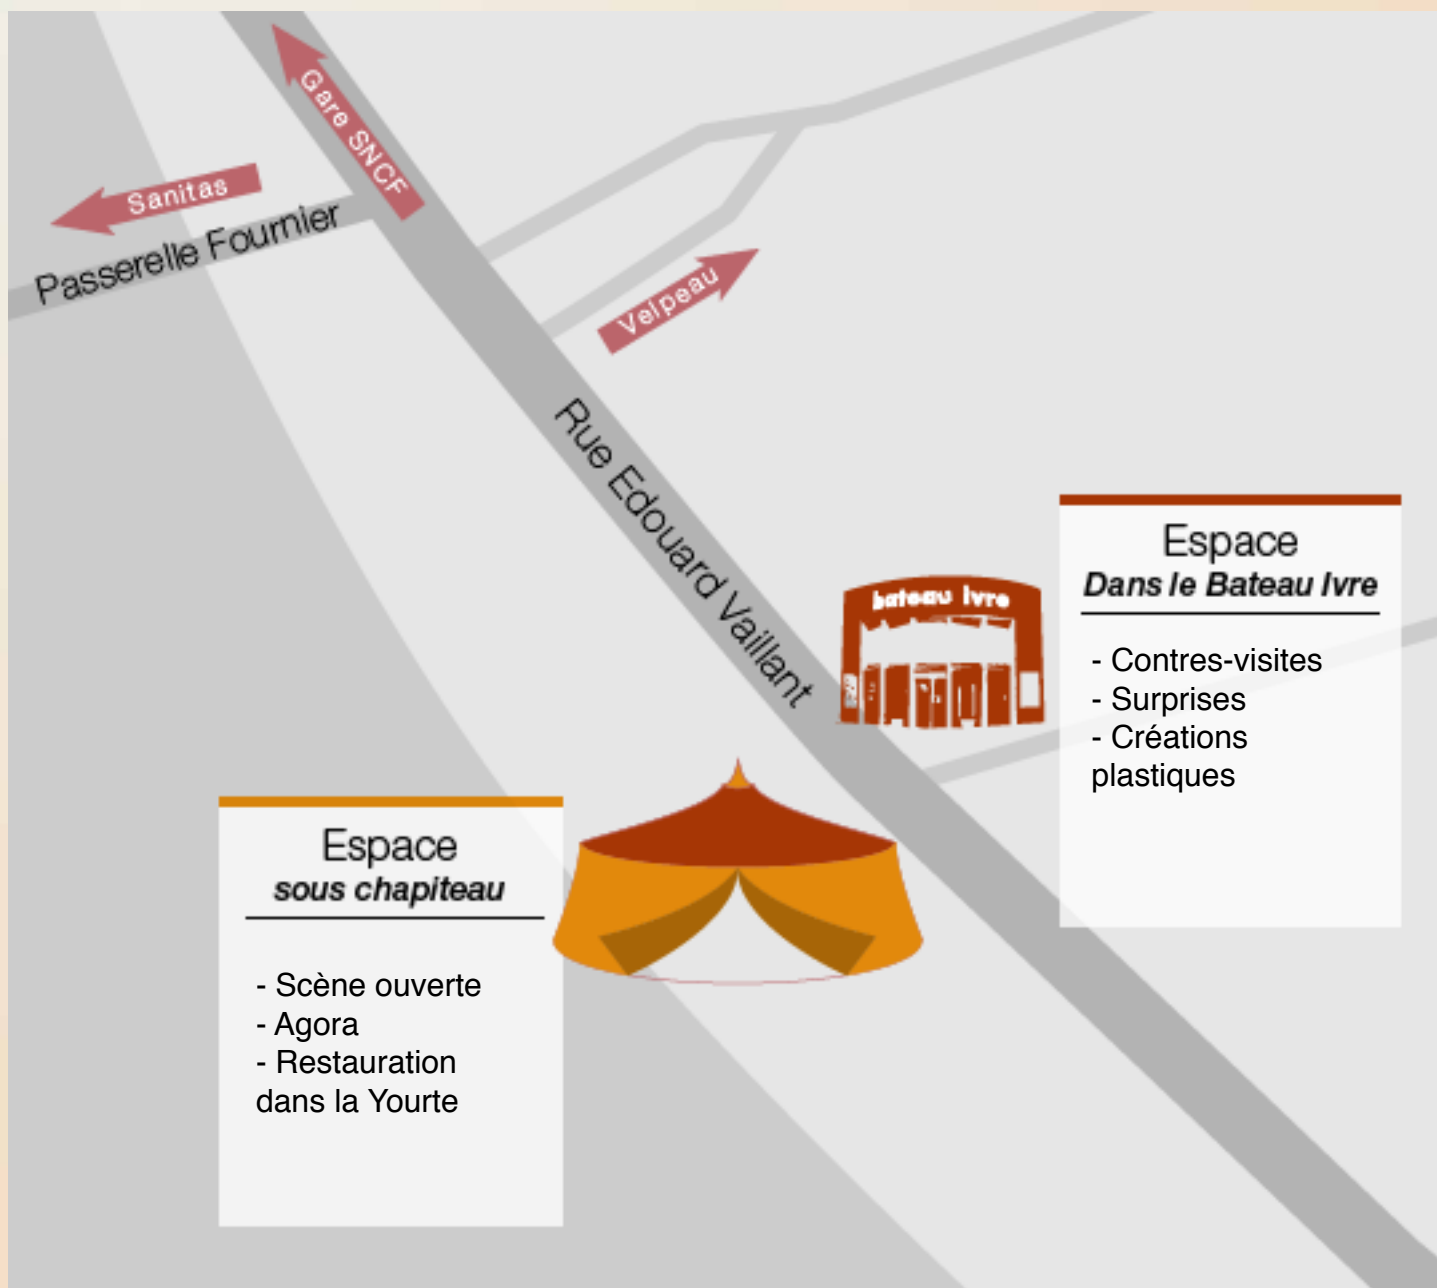 Gare SNCF
Sanitas
Passerelle Fournier
Velpeau
Rue Edouard Vaillant
bateau ivre
Espace
Dans le Bateau Ivre
- Contres-visites
- Surprises
- Créations
plastiques
Espace
sous chapiteau
- Scène ouverte
- Agora
- Restauration
dans la Yourte